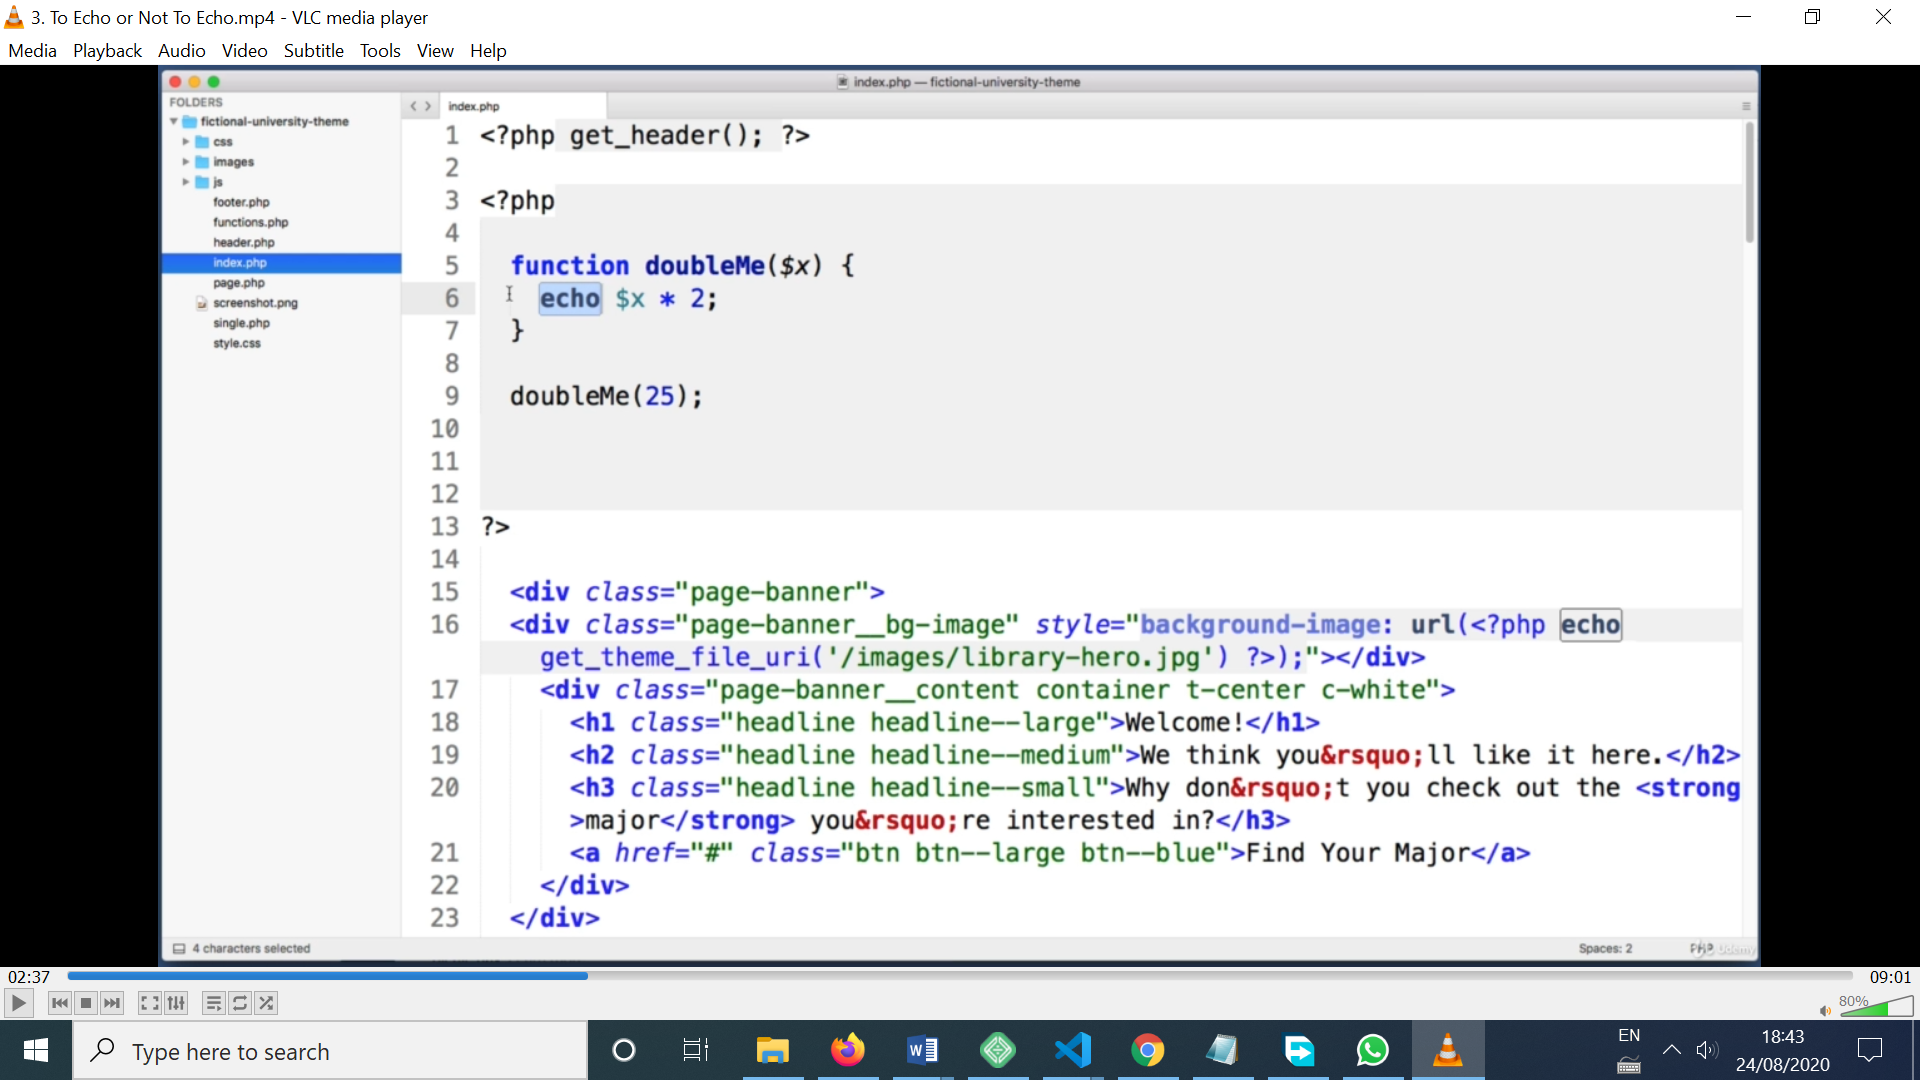 3. To Echo or Not To Echo.mp4 - VLC media player
Media Playback Audio Video Subtitle Tools View Help
index.php — fictional-university-theme
FOLDERS
fictional-university-theme
css
images
js
footer.php
functions.php
header.php
index.php
page.php
screenshot.png
single.php
style.css
index.php
1 <?php get_header(); ?>
2
3 <?php
4
5 function doubleMe($x) {
6 echo $x * 2;
7 }
8
9 doubleMe(25);
10
11
12
13 ?>
14
15 <div class="page-banner">
16 <div class="page-banner__bg-image" style="background-image: url(<?php echo
get_theme_file_uri('/images/library-hero.jpg') ?>);"></div>
17 <div class="page-banner__content container t-center c-white">
18 <h1 class="headline headline--large">Welcome!</h1>
19 <h2 class="headline headline--medium">We think you&rsquo;ll like it here.</h2>
20 <h3 class="headline headline--small">Why don&rsquo;t you check out the <strong
>major</strong> you&rsquo;re interested in?</h3>
21 <a href="#" class="btn btn--large btn--blue">Find Your Major</a>
22 </div>
23 </div>
4 characters selected
Spaces: 2
PHP
Udemy
02:37
09:01
80%
Type here to search
EN
18:43
24/08/2020